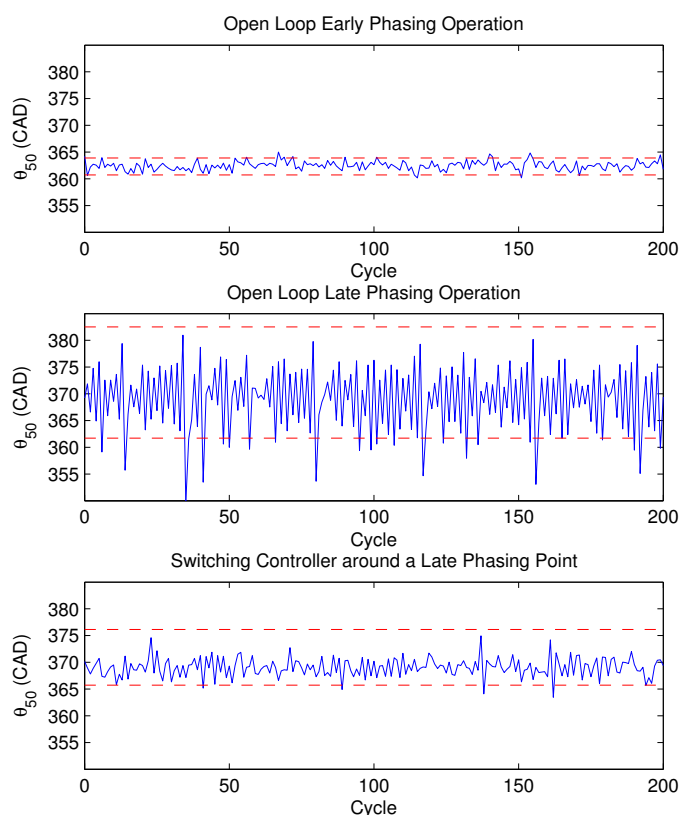 Open Loop Early Phasing Operation
380
375
370
365
360
355
θ50 (CAD)
0 50 100 150 200
Cycle
Open Loop Late Phasing Operation
380
375
370
365
360
355
θ50 (CAD)
0 50 100 150 200
Cycle
Switching Controller around a Late Phasing Point
380
375
370
365
360
355
θ50 (CAD)
0 50 100 150 200
Cycle